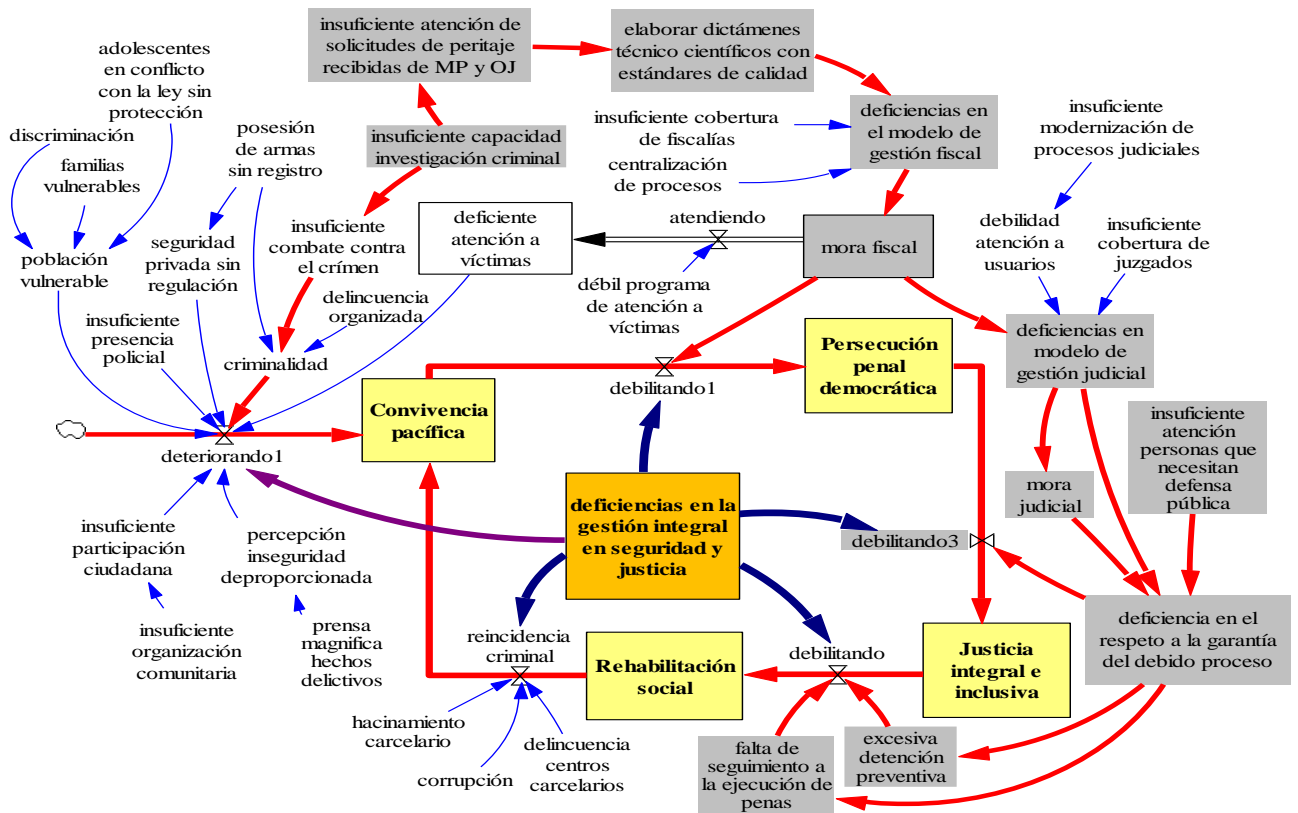 insuficiente atención de
solicitudes de peritaje
recibidas de MP y OJ
elaborar dictámenes
técnico científicos con
estándares de calidad
adolescentes
en conflicto
con la ley sin
protección
discriminación
familias
vulnerables
posesión
de armas
sin registro
insuficiente capacidad
investigación criminal
insuficiente cobertura
de fiscalías
centralización
de procesos
deficiencias en
el modelo de
gestión fiscal
insuficiente
modernización de
procesos judiciales
población
vulnerable
seguridad
privada sin
regulación
insuficiente
combate contra
el crímen
deficiente
atención a
víctimas
atendiendo
mora fiscal
debilidad
atención a
usuarios
insuficiente
cobertura de
juzgados
débil programa
de atención a
víctimas
delincuencia
organizada
insuficiente
presencia
policial
criminalidad
Convivencia
pacífica
debilitando1
Persecución
penal
democrática
deficiencias en
modelo de
gestión judicial
insuficiente
atención
personas que
necesitan
defensa
pública
mora
judicial
deteriorando1
deficiencias en la
gestión integral
en seguridad y
justicia
debilitando3
insuficiente
participación
ciudadana
percepción
inseguridad
deproporcionada
insuficiente
organización
comunitaria
prensa
magnifica
hechos
delictivos
reincidencia
criminal
Rehabilitación
social
debilitando
Justicia
integral e
inclusiva
deficiencia en el
respeto a la garantía
del debido proceso
hacinamiento
carcelario
corrupción
delincuencia
centros
carcelarios
falta de
seguimiento a
la ejecución de
penas
excesiva
detención
preventiva